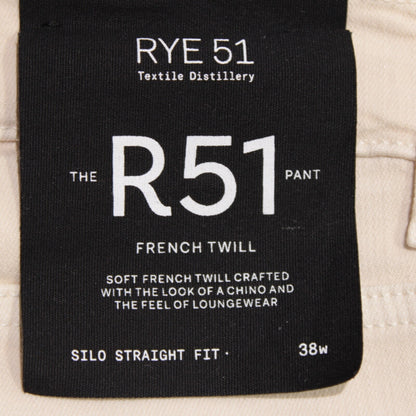 RYE 51
Textile Distillery
THE R51 PANT
FRENCH TWILL
SOFT FRENCH TWILL CRAFTED
WITH THE LOOK OF A CHINO AND
THE FEEL OF LOUNGEWEAR
SILO STRAIGHT FIT · 38W